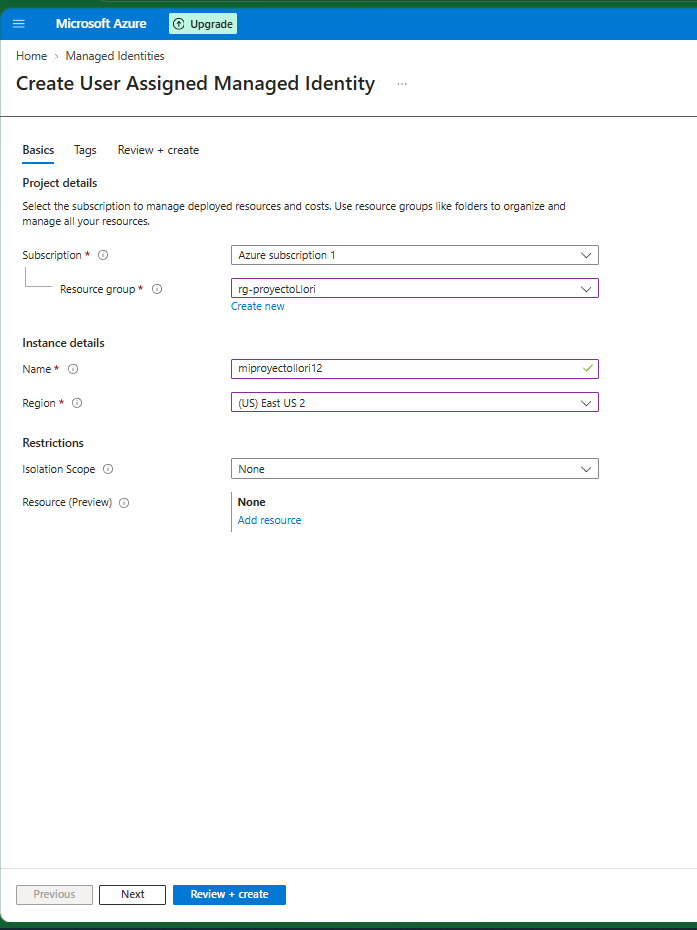 Microsoft Azure
Upgrade
Home > Managed Identities
Create User Assigned Managed Identity ...
Basics Tags Review + create
Project details
Select the subscription to manage deployed resources and costs. Use resource groups like folders to organize and
manage all your resources.
Subscription * Azure subscription 1
Resource group * rg-proyectoLlori
Create new
Instance details
Name * miproyectollori12
Region * (US) East US 2
Restrictions
Isolation Scope None
Resource (Preview) None
Add resource
Previous Next Review + create